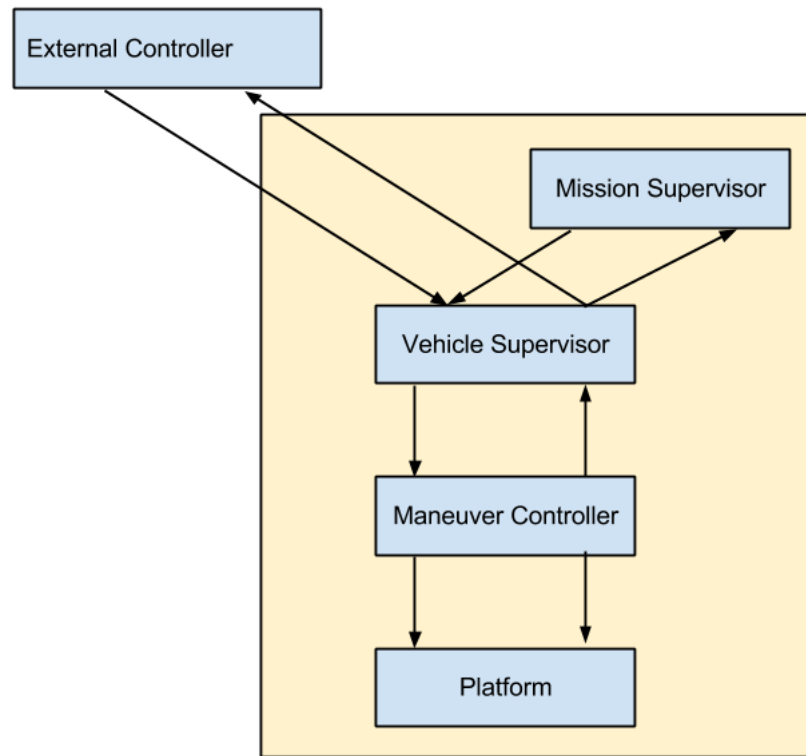 External Controller
Mission Supervisor
Vehicle Supervisor
Maneuver Controller
Platform